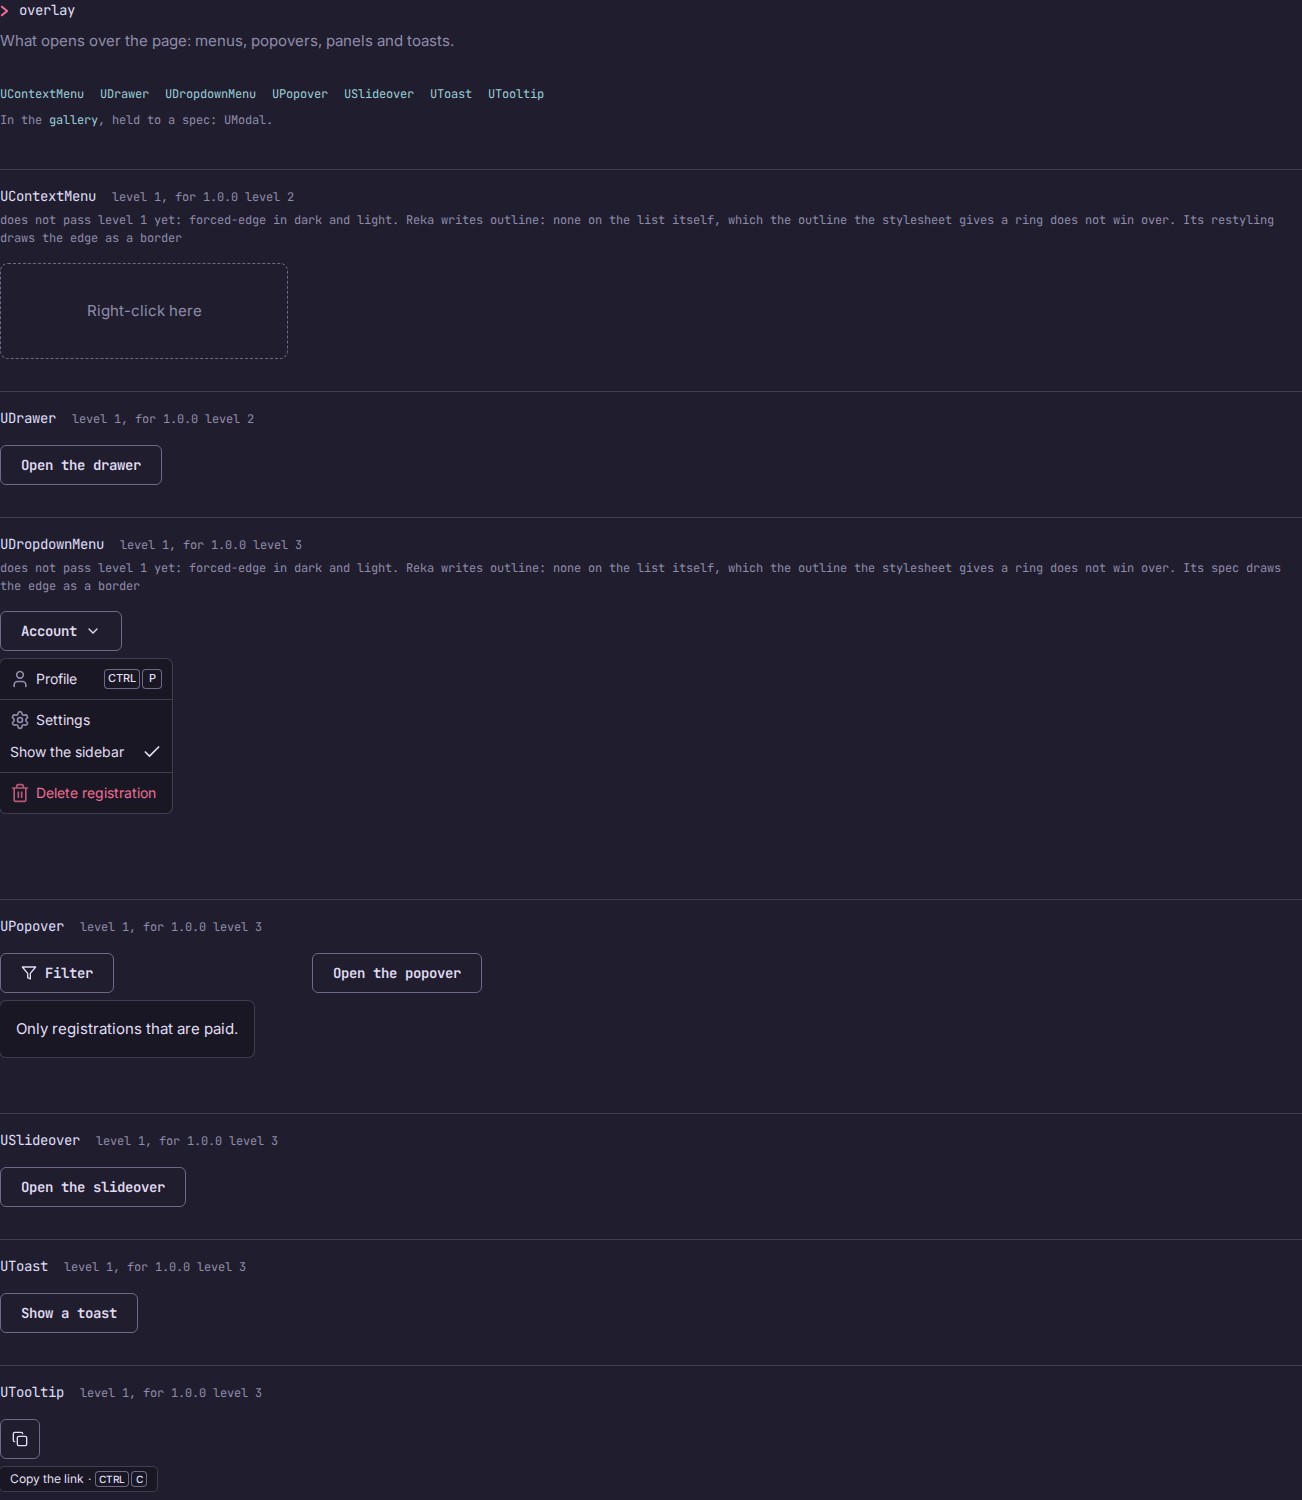 overlay
What opens over the page: menus, popovers, panels and toasts.
UContextMenu UDrawer UDropdownMenu UPopover USlideover UToast UTooltip
In the gallery, held to a spec: UModal.
UContextMenu level 1, for 1.0.0 level 2
does not pass level 1 yet: forced-edge in dark and light. Reka writes outline: none on the list itself, which the outline the stylesheet gives a ring does not win over. Its restyling
draws the edge as a border
Right-click here
UDrawer level 1, for 1.0.0 level 2
Open the drawer
UDropdownMenu level 1, for 1.0.0 level 3
does not pass level 1 yet: forced-edge in dark and light. Reka writes outline: none on the list itself, which the outline the stylesheet gives a ring does not win over. Its spec draws
the edge as a border
Account
Profile CTRL P
Settings
Show the sidebar
Delete registration
UPopover level 1, for 1.0.0 level 3
Filter Open the popover
Only registrations that are paid.
USlideover level 1, for 1.0.0 level 3
Open the slideover
UToast level 1, for 1.0.0 level 3
Show a toast
UTooltip level 1, for 1.0.0 level 3
Copy the link · CTRL C